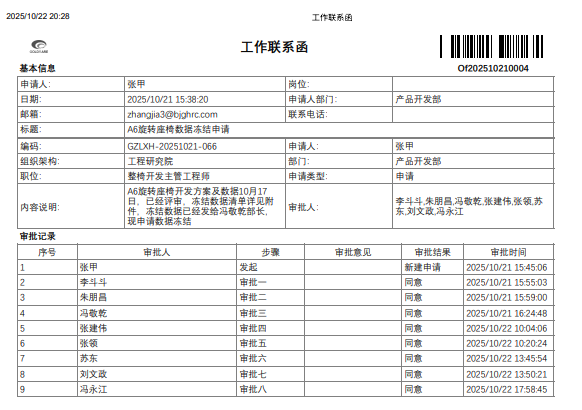 2025/10/22 20:28 工作联系函
工作联系函
基本信息 Of202510210004
申请人: 张甲 岗位:
日期: 2025/10/21 15:38:20 申请人部门: 产品开发部
邮箱: zhangjia3@bjghrc.com 联系电话:
标题: A6旋转座椅数据冻结申请
编码: GZLXH-20251021-066 申请人: 张甲
组织架构: 工程研究院 部门: 产品开发部
职位: 整椅开发主管工程师 申请类型: 申请
内容说明: A6旋转座椅开发方案及数据10月17
日，已经评审，冻结数据清单详见附
件，冻结数据已经发给冯敬乾部长，
现申请数据冻结
审批人: 李斗斗,朱朋昌,冯敬乾,张建伟,张领,苏
东,刘文政,冯永江
审批记录
序号 审批人 步骤 审批意见 审批结果 审批时间
1 张甲 发起 新建申请 2025/10/21 15:45:06
2 李斗斗 审批一 同意 2025/10/21 15:55:03
3 朱朋昌 审批二 同意 2025/10/21 15:59:00
4 冯敬乾 审批三 同意 2025/10/21 16:24:48
5 张建伟 审批四 同意 2025/10/22 10:04:06
6 张领 审批五 同意 2025/10/22 10:20:24
7 苏东 审批六 同意 2025/10/22 13:45:54
8 刘文政 审批七 同意 2025/10/22 13:50:21
9 冯永江 审批八 同意 2025/10/22 17:58:45